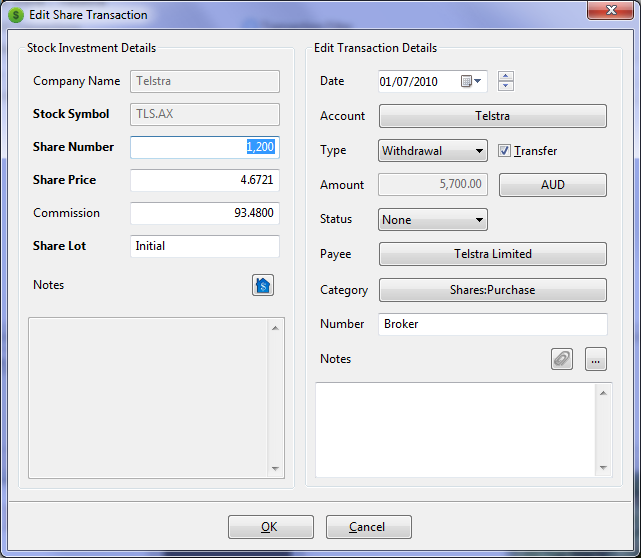 Edit Share Transaction
Stock Investment Details
Company Name Telstra
Stock Symbol TLS.AX
Share Number 1,200
Share Price 4.6721
Commission 93.4800
Share Lot Initial
Notes
Edit Transaction Details
Date 01/07/2010
Account Telstra
Type Withdrawal Transfer
Amount 5,700.00 AUD
Status None
Payee Telstra Limited
Category Shares:Purchase
Number Broker
Notes ...
OK Cancel